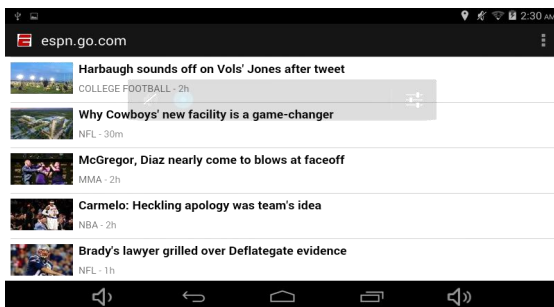 2:30 AM
espn.go.com
Harbaugh sounds off on Vols' Jones after tweet
COLLEGE FOOTBALL - 2h
Why Cowboys' new facility is a game-changer
NFL - 30m
McGregor, Diaz nearly come to blows at faceoff
MMA - 2h
Carmelo: Heckling apology was team's idea
NBA - 2h
Brady's lawyer grilled over Deflategate evidence
NFL - 1h